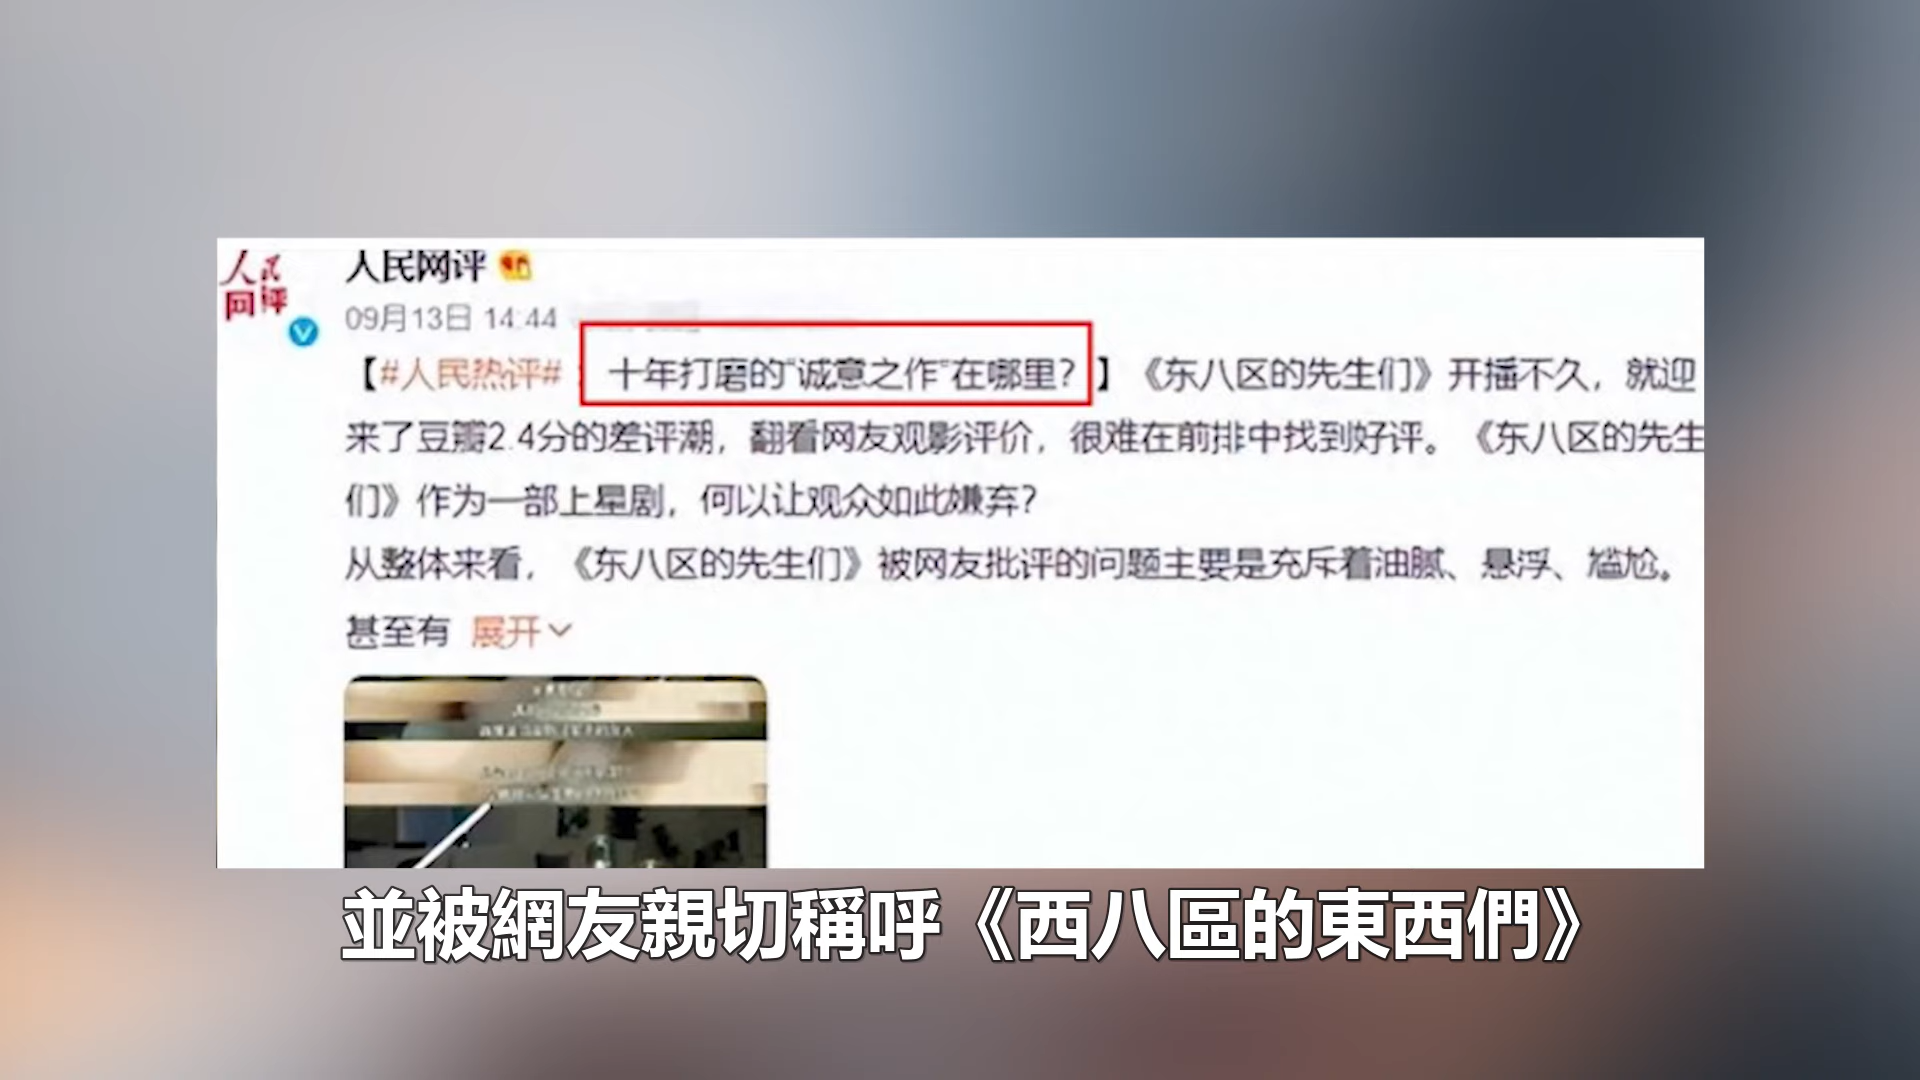 人民
网评
人民网评
09月13日 14:44
【#人民热评# 十年打磨的“诚意之作”在哪里？】《东八区的先生们》开播不久，就迎
来了豆瓣2.4分的差评潮，翻看网友观影评价，很难在前排中找到好评。《东八区的先生
们》作为一部上星剧，何以让观众如此嫌弃？
从整体来看，《东八区的先生们》被网友批评的问题主要是充斥着油腻、悬浮、尴尬。
甚至有 展开
並被網友親切稱呼《西八區的東西們》